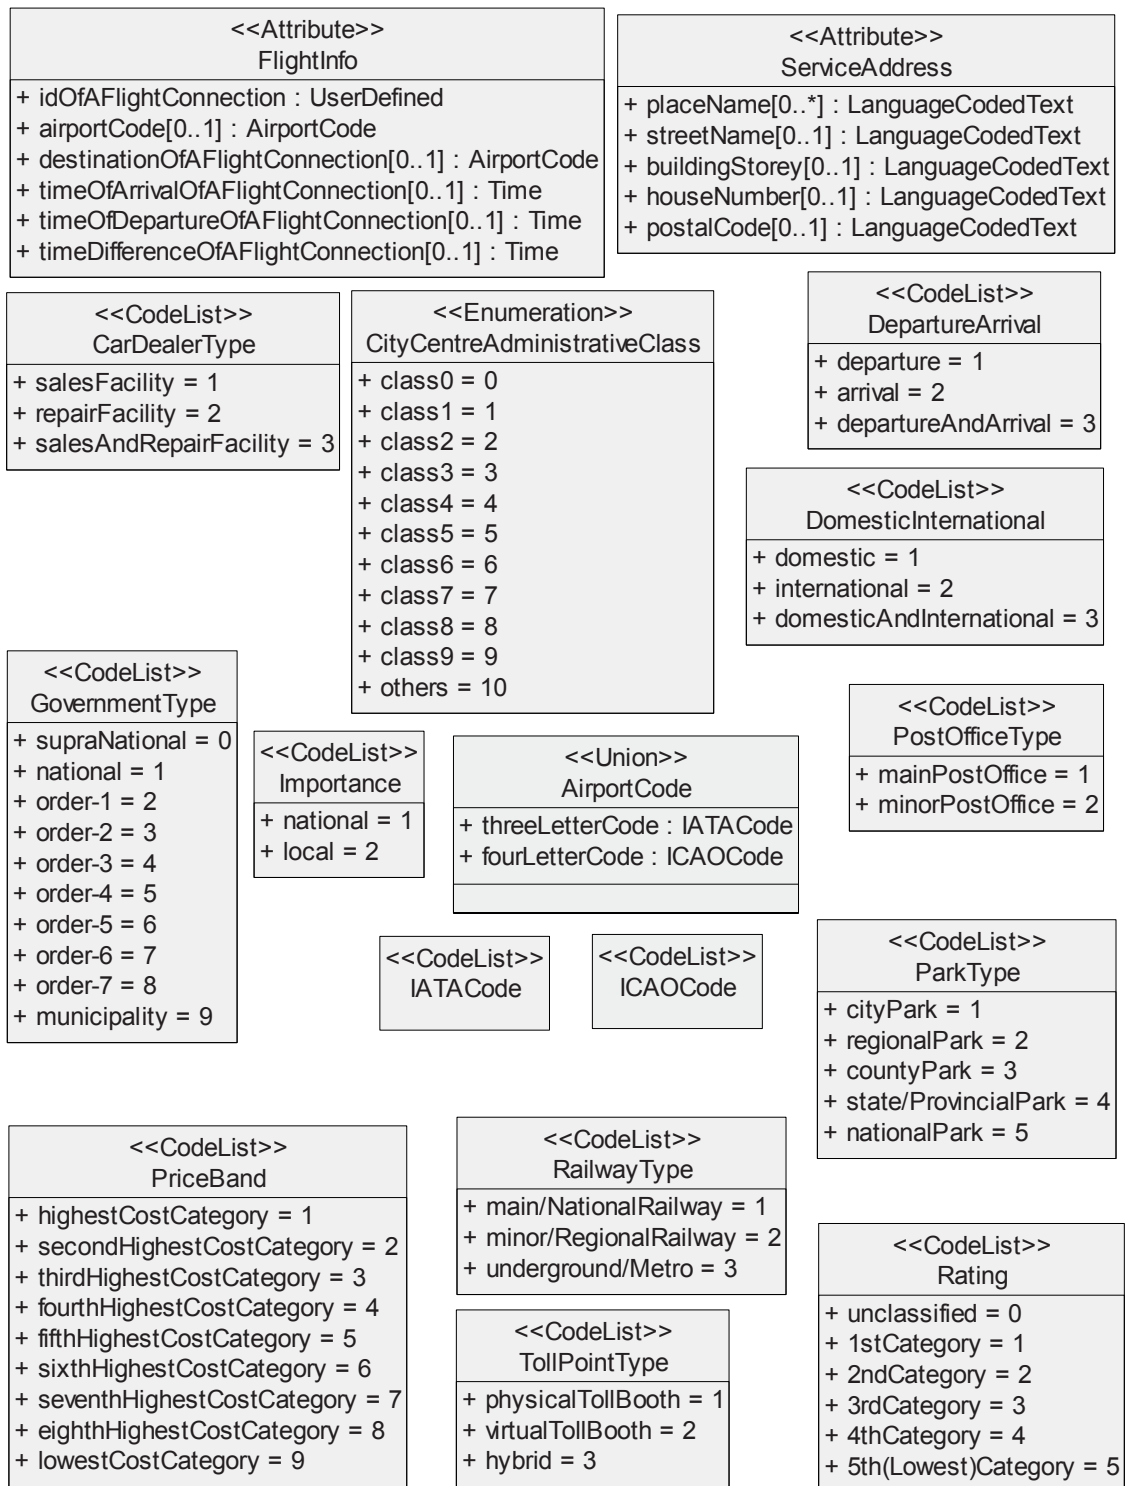 <<Attribute>>
FlightInfo
+ idOfAFlightConnection : UserDefined
+ airportCode[0..1] : AirportCode
+ destinationOfAFlightConnection[0..1] : AirportCode
+ timeOfArrivalOfAFlightConnection[0..1] : Time
+ timeOfDepartureOfAFlightConnection[0..1] : Time
+ timeDifferenceOfAFlightConnection[0..1] : Time
<<Attribute>>
ServiceAddress
+ placeName[0..*] : LanguageCodedText
+ streetName[0..1] : LanguageCodedText
+ buildingStorey[0..1] : LanguageCodedText
+ houseNumber[0..1] : LanguageCodedText
+ postalCode[0..1] : LanguageCodedText
<<CodeList>>
CarDealerType
+ salesFacility = 1
+ repairFacility = 2
+ salesAndRepairFacility = 3
<<Enumeration>>
CityCentreAdministrativeClass
+ class0 = 0
+ class1 = 1
+ class2 = 2
+ class3 = 3
+ class4 = 4
+ class5 = 5
+ class6 = 6
+ class7 = 7
+ class8 = 8
+ class9 = 9
+ others = 10
<<CodeList>>
DepartureArrival
+ departure = 1
+ arrival = 2
+ departureAndArrival = 3
<<CodeList>>
DomesticInternational
+ domestic = 1
+ international = 2
+ domesticAndInternational = 3
<<CodeList>>
GovernmentType
+ supraNational = 0
+ national = 1
+ order-1 = 2
+ order-2 = 3
+ order-3 = 4
+ order-4 = 5
+ order-5 = 6
+ order-6 = 7
+ order-7 = 8
+ municipality = 9
<<CodeList>>
Importance
+ national = 1
+ local = 2
<<Union>>
AirportCode
+ threeLetterCode : IATACode
+ fourLetterCode : ICAOCode
<<CodeList>>
PostOfficeType
+ mainPostOffice = 1
+ minorPostOffice = 2
<<CodeList>>
IATACode
<<CodeList>>
ICAOCode
<<CodeList>>
ParkType
+ cityPark = 1
+ regionalPark = 2
+ countyPark = 3
+ state/ProvincialPark = 4
+ nationalPark = 5
<<CodeList>>
PriceBand
+ highestCostCategory = 1
+ secondHighestCostCategory = 2
+ thirdHighestCostCategory = 3
+ fourthHighestCostCategory = 4
+ fifthHighestCostCategory = 5
+ sixthHighestCostCategory = 6
+ seventhHighestCostCategory = 7
+ eighthHighestCostCategory = 8
+ lowestCostCategory = 9
<<CodeList>>
RailwayType
+ main/NationalRailway = 1
+ minor/RegionalRailway = 2
+ underground/Metro = 3
<<CodeList>>
TollPointType
+ physicalTollBooth = 1
+ virtualTollBooth = 2
+ hybrid = 3
<<CodeList>>
Rating
+ unclassified = 0
+ 1stCategory = 1
+ 2ndCategory = 2
+ 3rdCategory = 3
+ 4thCategory = 4
+ 5th(Lowest)Category = 5